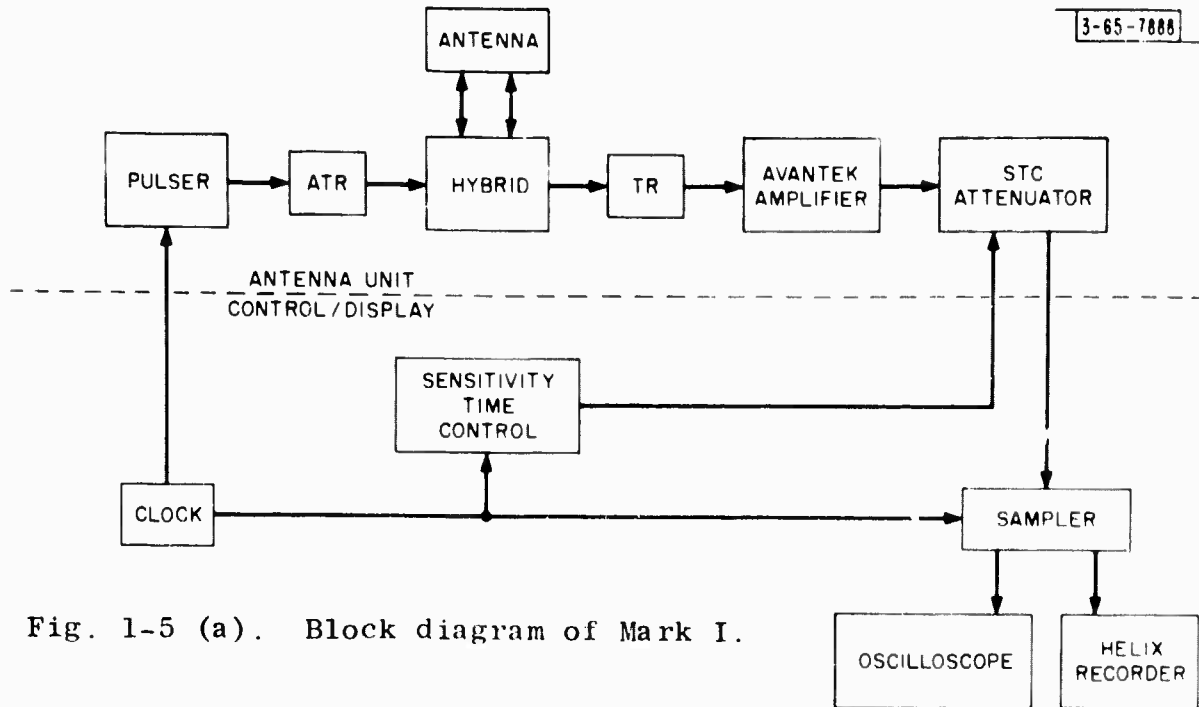 3-65-7888
ANTENNA
PULSER
ATR
HYBRID
TR
AVANTEK
AMPLIFIER
STC
ATTENUATOR
ANTENNA UNIT
CONTROL/DISPLAY
SENSITIVITY
TIME
CONTROL
CLOCK
SAMPLER
OSCILLOSCOPE
HELIX
RECORDER
Fig. 1-5 (a). Block diagram of Mark I.